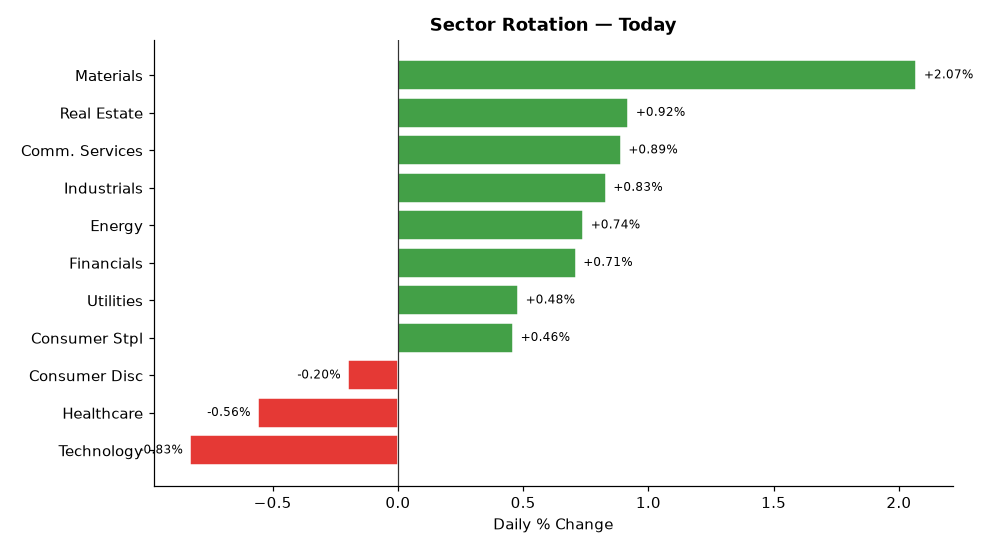 Sector Rotation — Today
Materials +2.07%
Real Estate +0.92%
Comm. Services +0.89%
Industrials +0.83%
Energy +0.74%
Financials +0.71%
Utilities +0.48%
Consumer Stpl +0.46%
Consumer Disc -0.20%
Healthcare -0.56%
Technology -0.83%
−0.5 0.0 0.5 1.0 1.5 2.0
Daily % Change